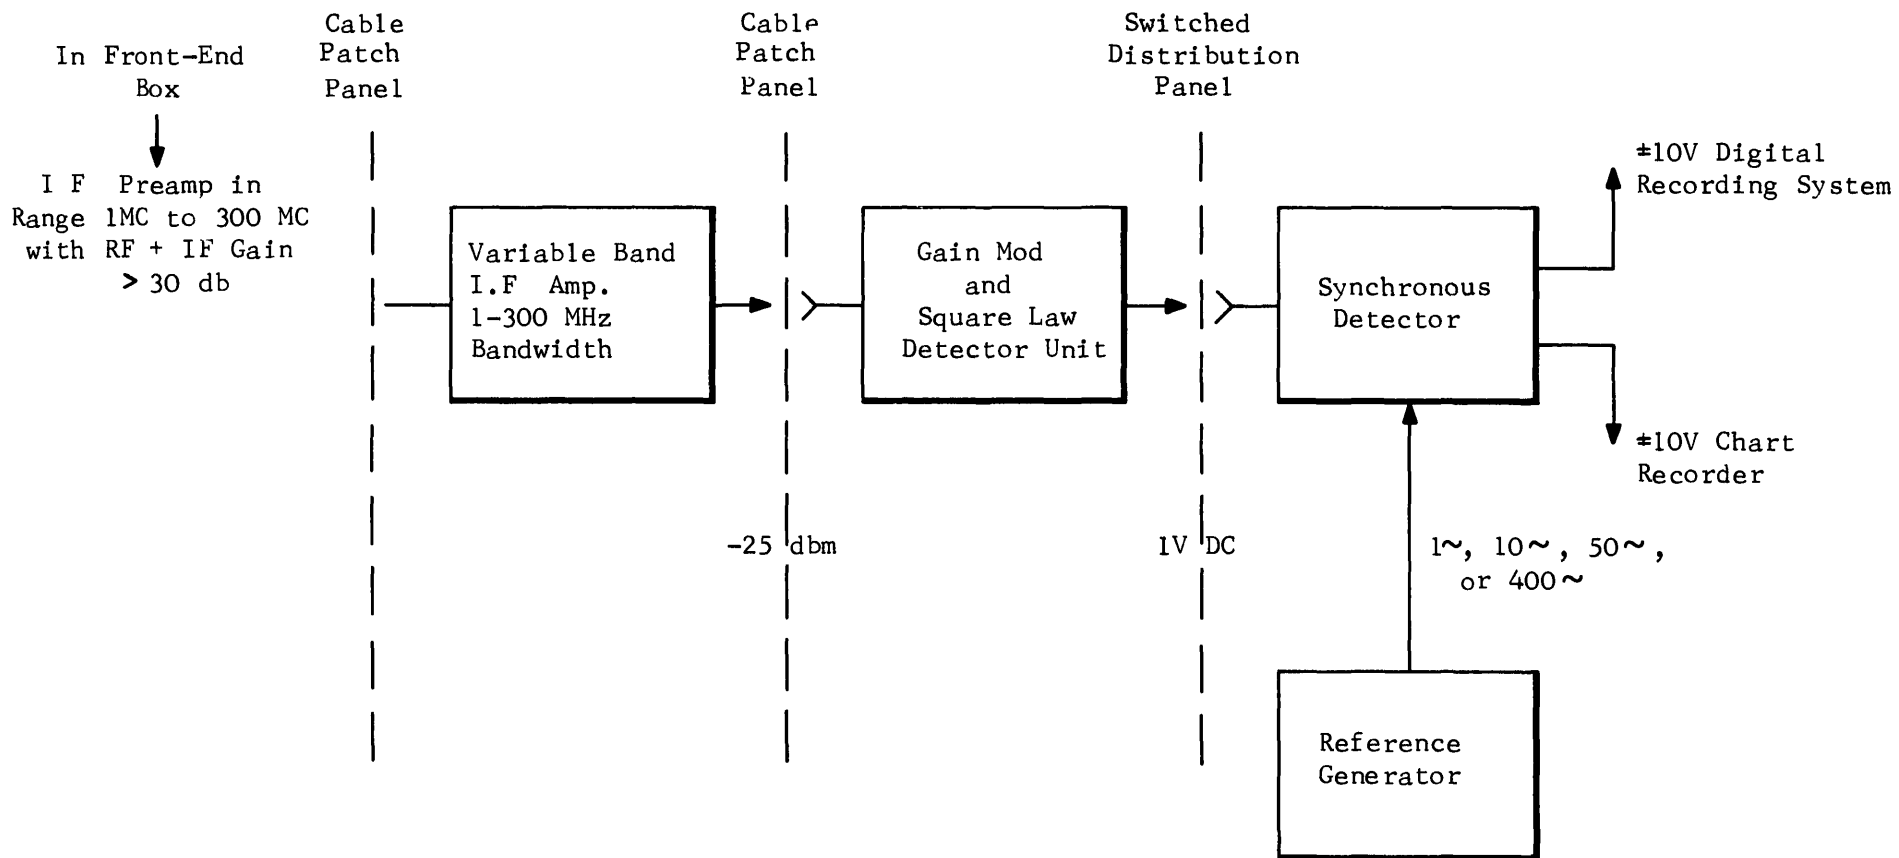 In Front-End
Box
I F Preamp in
Range 1MC to 300 MC
with RF + IF Gain
> 30 db
Cable
Patch
Panel
Variable Band
I.F Amp.
1-300 MHz
Bandwidth
Cable
Patch
Panel
-25 dbm
Gain Mod
and
Square Law
Detector Unit
Switched
Distribution
Panel
1V DC
Synchronous
Detector
±10V Digital
Recording System
±10V Chart
Recorder
1~, 10~, 50~,
or 400~
Reference
Generator